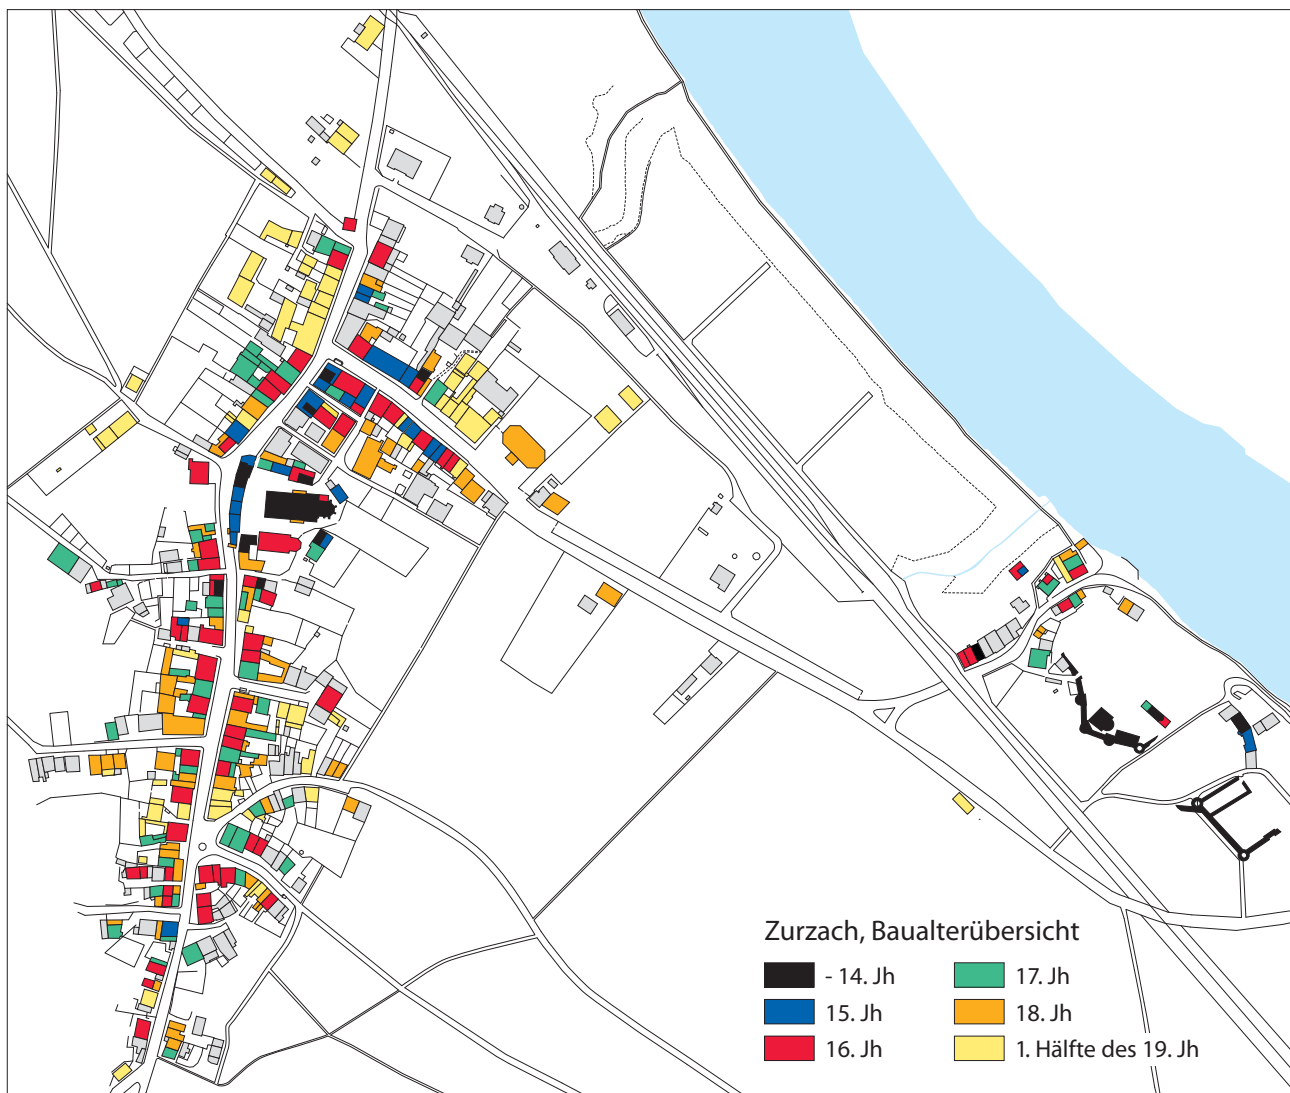 Zurzach, Baualterübersicht
- 14. Jh
15. Jh
16. Jh
17. Jh
18. Jh
1. Hälfte des 19. Jh